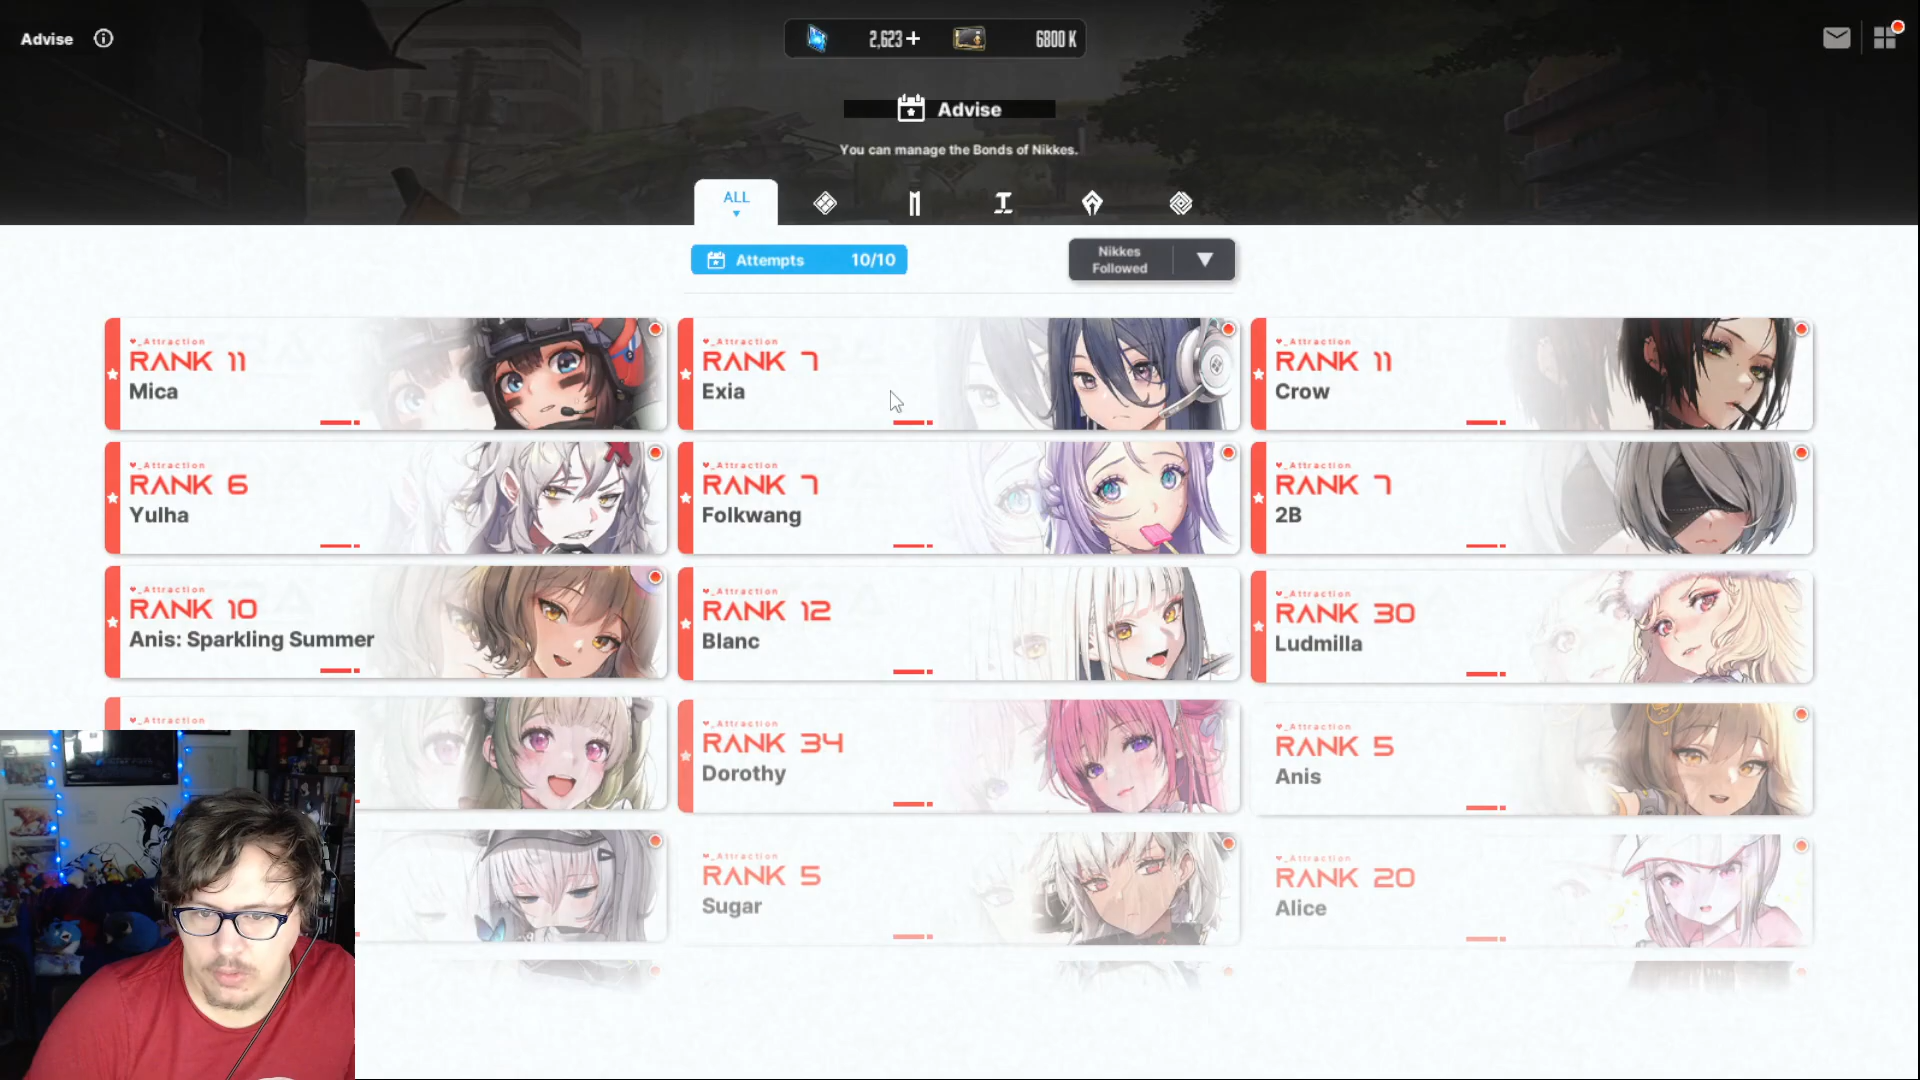 Advise
2,623
6800 K
Advise
You can manage the Bonds of Nikkes.
ALL
Attempts 10/10
Nikkes
Followed
Attraction
RANK 11
Mica
Attraction
RANK 7
Exia
Attraction
RANK 11
Crow
Attraction
RANK 6
Yulha
Attraction
RANK 7
Folkwang
Attraction
RANK 7
2B
Attraction
RANK 10
Anis: Sparkling Summer
Attraction
RANK 12
Blanc
Attraction
RANK 30
Ludmilla
Attraction
Attraction
RANK 34
Dorothy
Attraction
RANK 5
Anis
Attraction
RANK 5
Sugar
Attraction
RANK 20
Alice